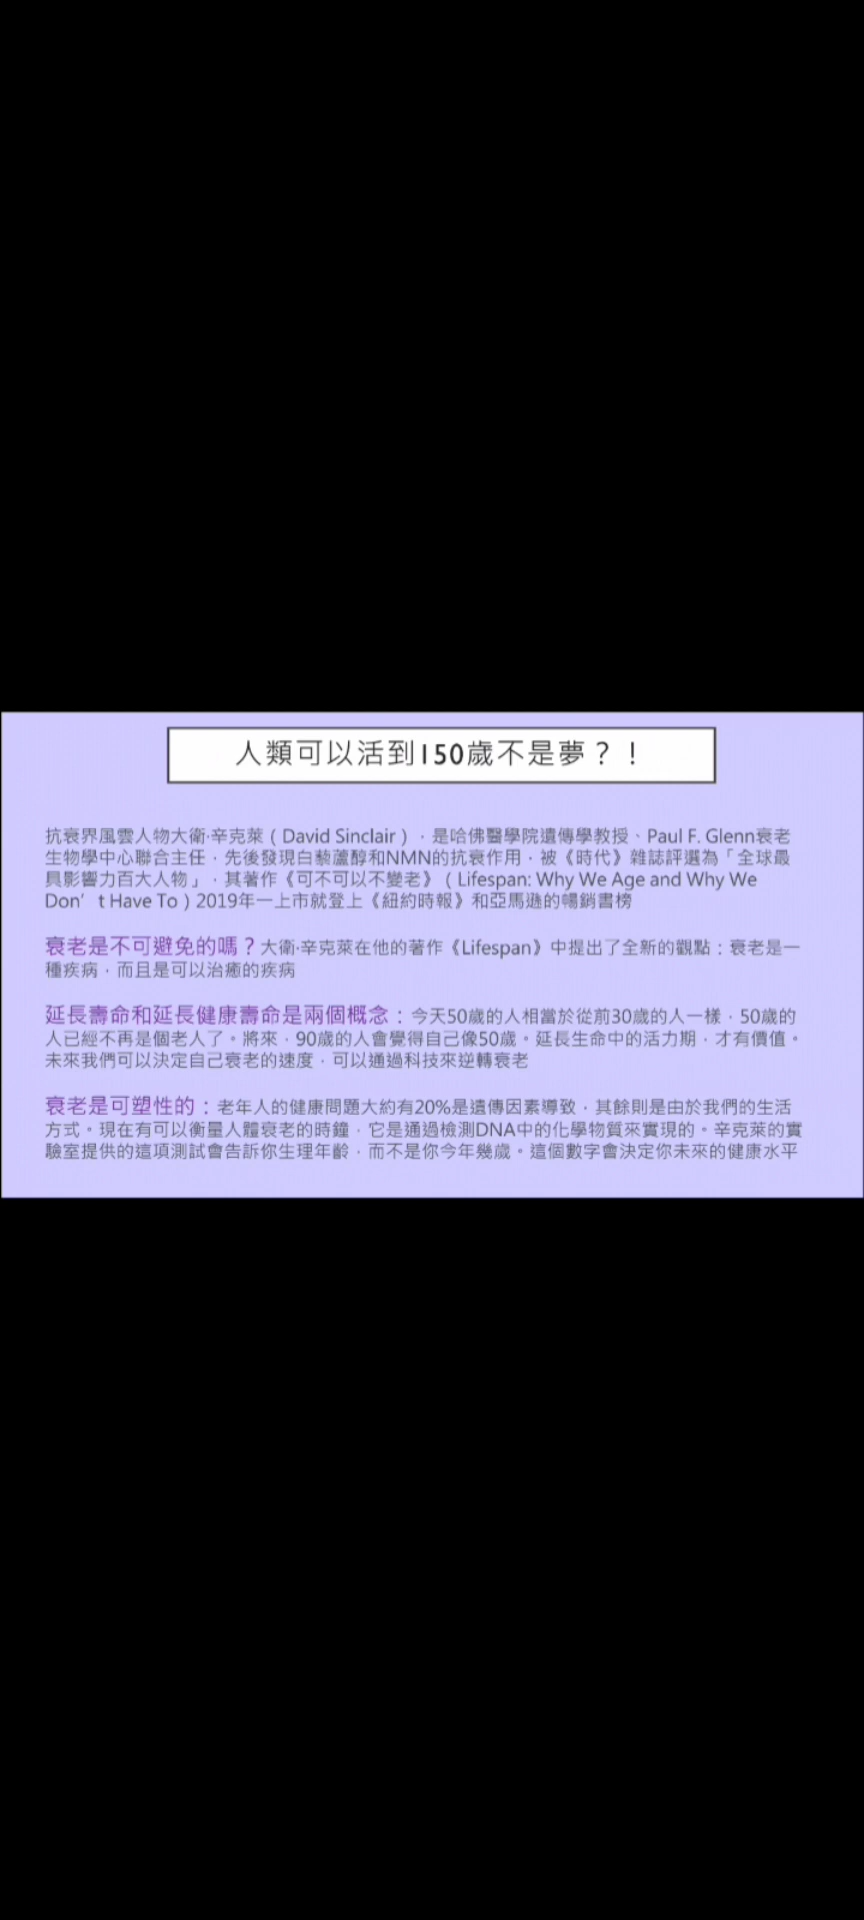 人類可以活到150歲不是夢？！
抗衰界風雲人物大衛·辛克萊（David Sinclair），是哈佛醫學院遺傳學教授、Paul F. Glenn衰老
生物學中心聯合主任，先後發現白藜蘆醇和NMN的抗衰作用，被《時代》雜誌評選為「全球最
具影響力百大人物」，其著作《可不可以不變老》（Lifespan: Why We Age and Why We
Don’t Have To）2019年一上市就登上《紐約時報》和亞馬遜的暢銷書榜
衰老是不可避免的嗎？大衛·辛克萊在他的著作《Lifespan》中提出了全新的觀點：衰老是一
種疾病，而且是可以治癒的疾病
延長壽命和延長健康壽命是兩個概念：今天50歲的人相當於從前30歲的人一樣，50歲的
人已經不再是個老人了。將來，90歲的人會覺得自己像50歲。延長生命中的活力期，才有價值。
未來我們可以決定自己衰老的速度，可以通過科技來逆轉衰老
衰老是可塑性的：老年人的健康問題大約有20%是遺傳因素導致，其餘則是由於我們的生活
方式。現在有可以衡量人體衰老的時鐘，它是通過檢測DNA中的化學物質來實現的。辛克萊的實
驗室提供的這項測試會告訴你生理年齡，而不是你今年幾歲。這個數字會決定你未來的健康水平